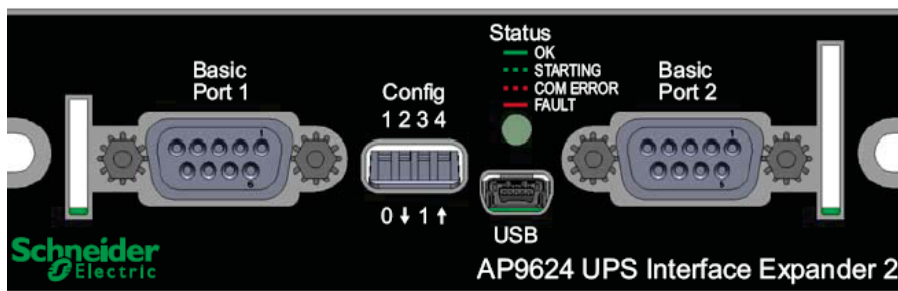 Status
OK
STARTING
COM ERROR
FAULT
Basic
Port 1
Config
1 2 3 4
Basic
Port 2
1
6
1
5
0 ↓ 1 ↑
USB
Schneider
Electric
AP9624 UPS Interface Expander 2